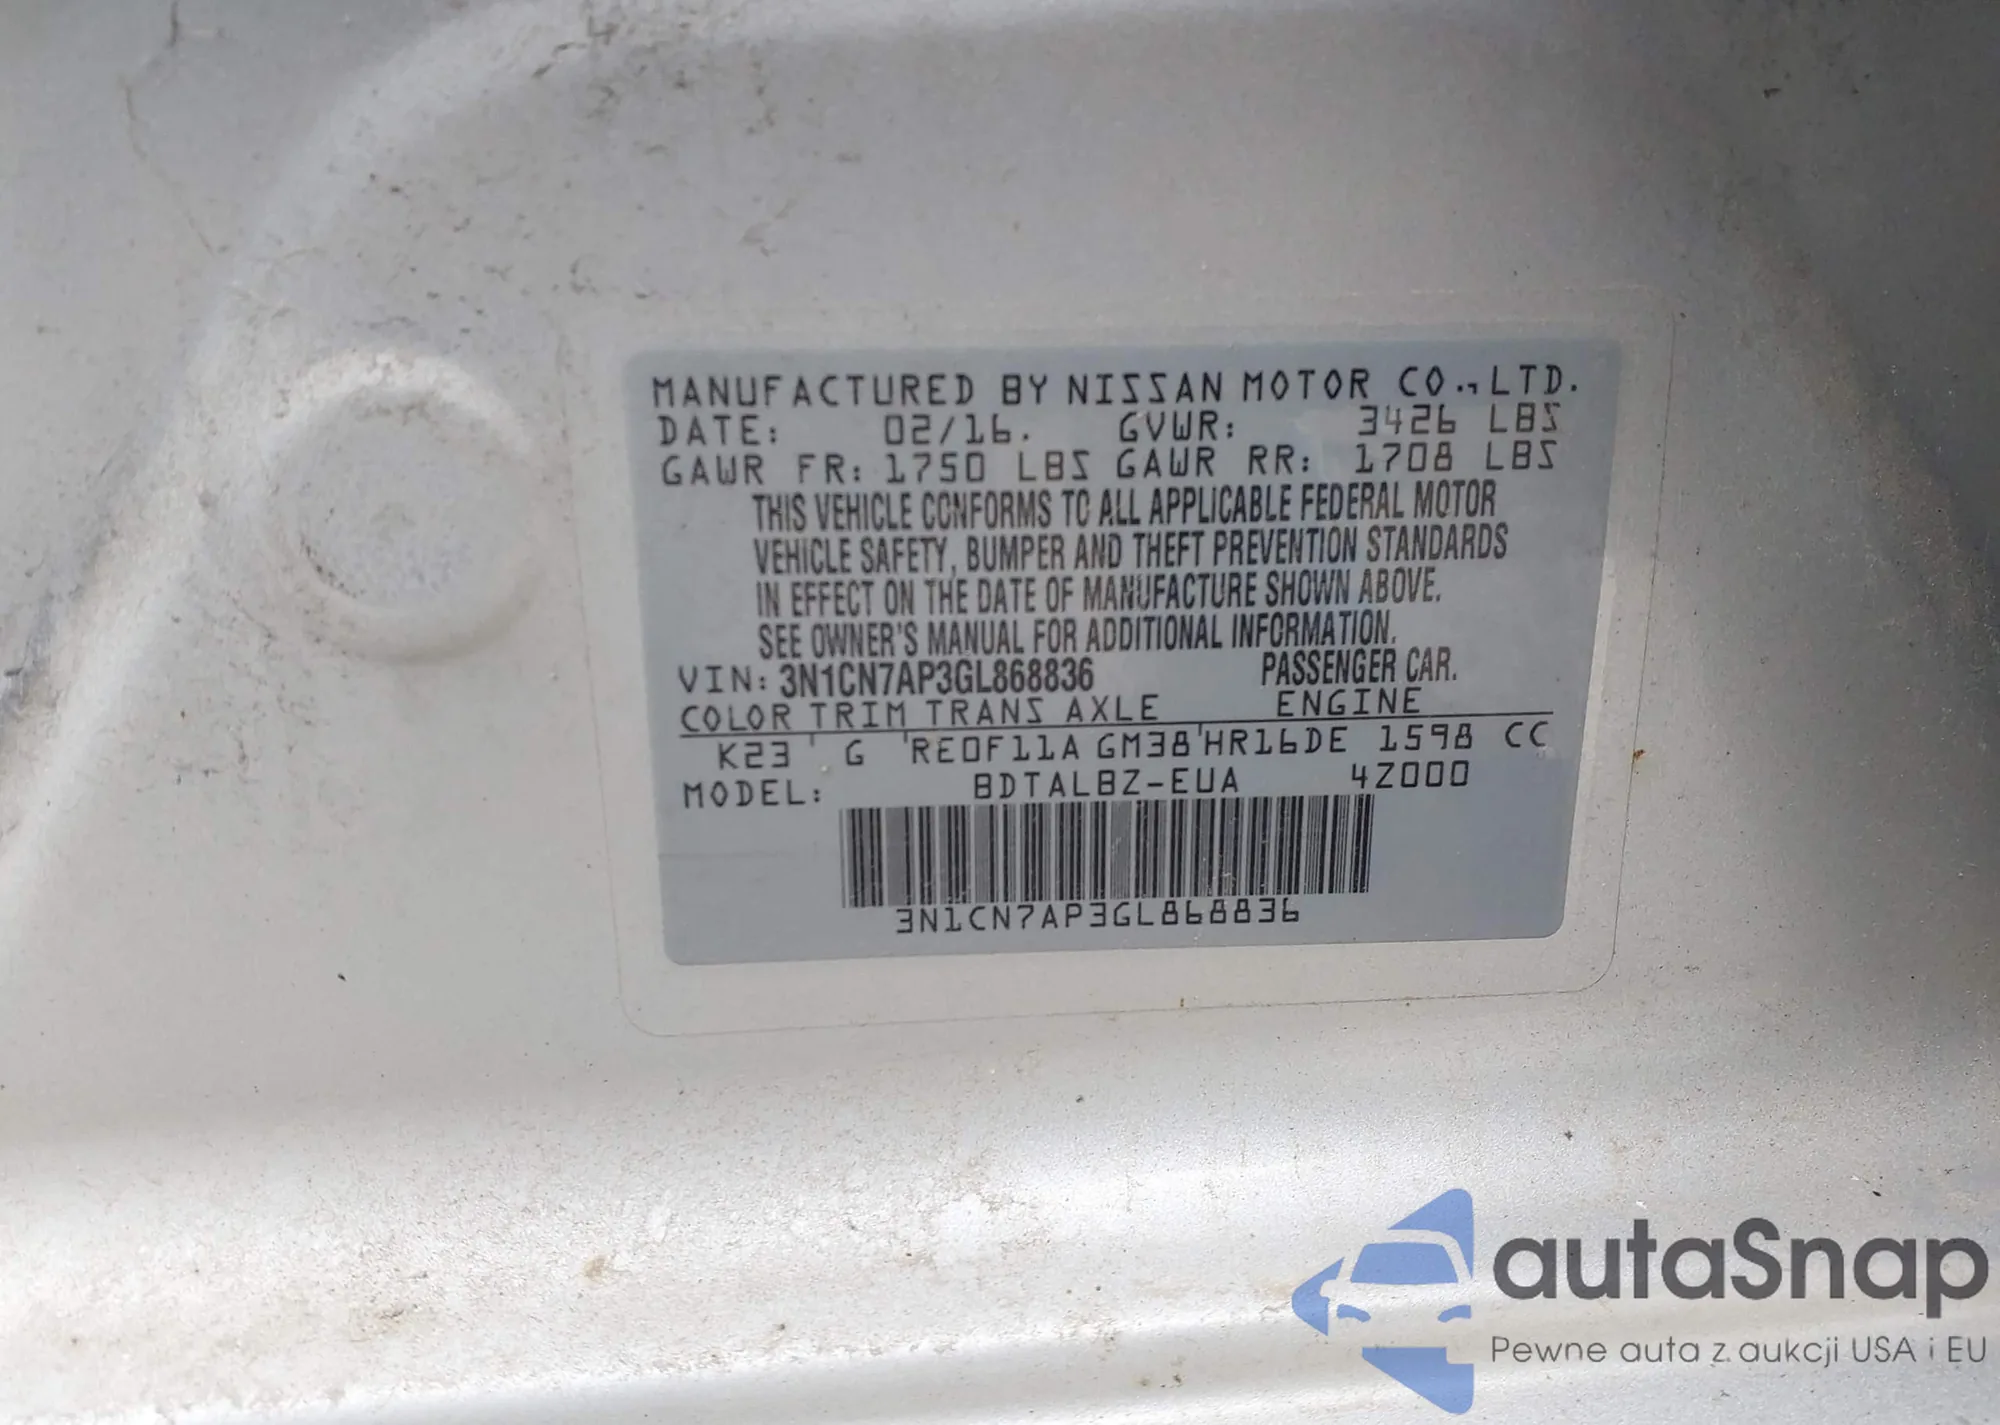 MANUFACTURED BY NISSAN MOTOR CO., LTD.
DATE: 02/16. GVWR: 3426 LBS
GAWR FR: 1750 LBS GAWR RR: 1708 LBS
THIS VEHICLE CONFORMS TO ALL APPLICABLE FEDERAL MOTOR
VEHICLE SAFETY, BUMPER AND THEFT PREVENTION STANDARDS
IN EFFECT ON THE DATE OF MANUFACTURE SHOWN ABOVE.
SEE OWNER'S MANUAL FOR ADDITIONAL INFORMATION.
VIN: 3N1CN7AP3GL868836 PASSENGER CAR.
COLOR TRIM TRANS AXLE ENGINE
K23 G RE0F11A GM38 HR16DE 1598 CC
MODEL: BDTALBZ-EUA 4Z000
3N1CN7AP3GL868836
autaSnap
Pewne auta z aukcji USA i EU